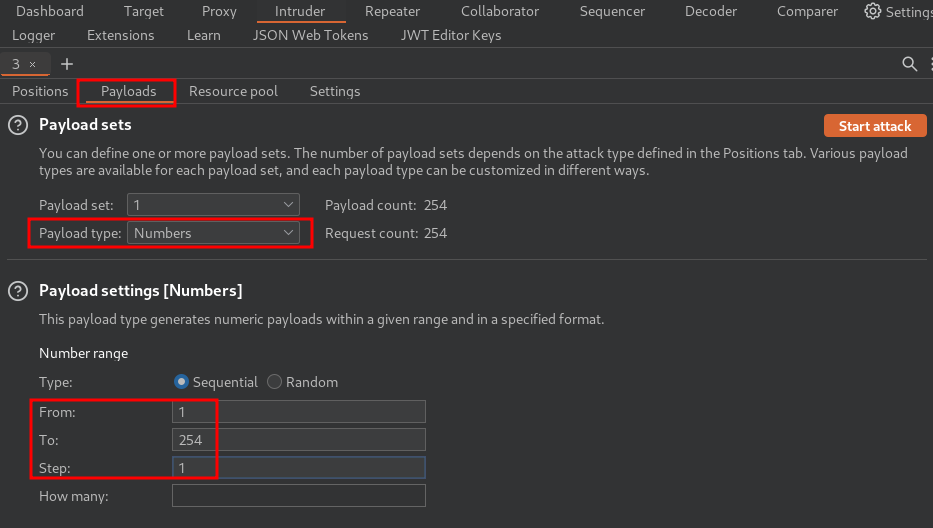 Dashboard Target Proxy Intruder Repeater Collaborator Sequencer Decoder Comparer Settings
Logger Extensions Learn JSON Web Tokens JWT Editor Keys
3 × +
Positions Payloads Resource pool Settings
? Payload sets Start attack
You can define one or more payload sets. The number of payload sets depends on the attack type defined in the Positions tab. Various payload
types are available for each payload set, and each payload type can be customized in different ways.
Payload set: 1 Payload count: 254
Payload type: Numbers Request count: 254
? Payload settings [Numbers]
This payload type generates numeric payloads within a given range and in a specified format.
Number range
Type: Sequential Random
From: 1
To: 254
Step: 1
How many: